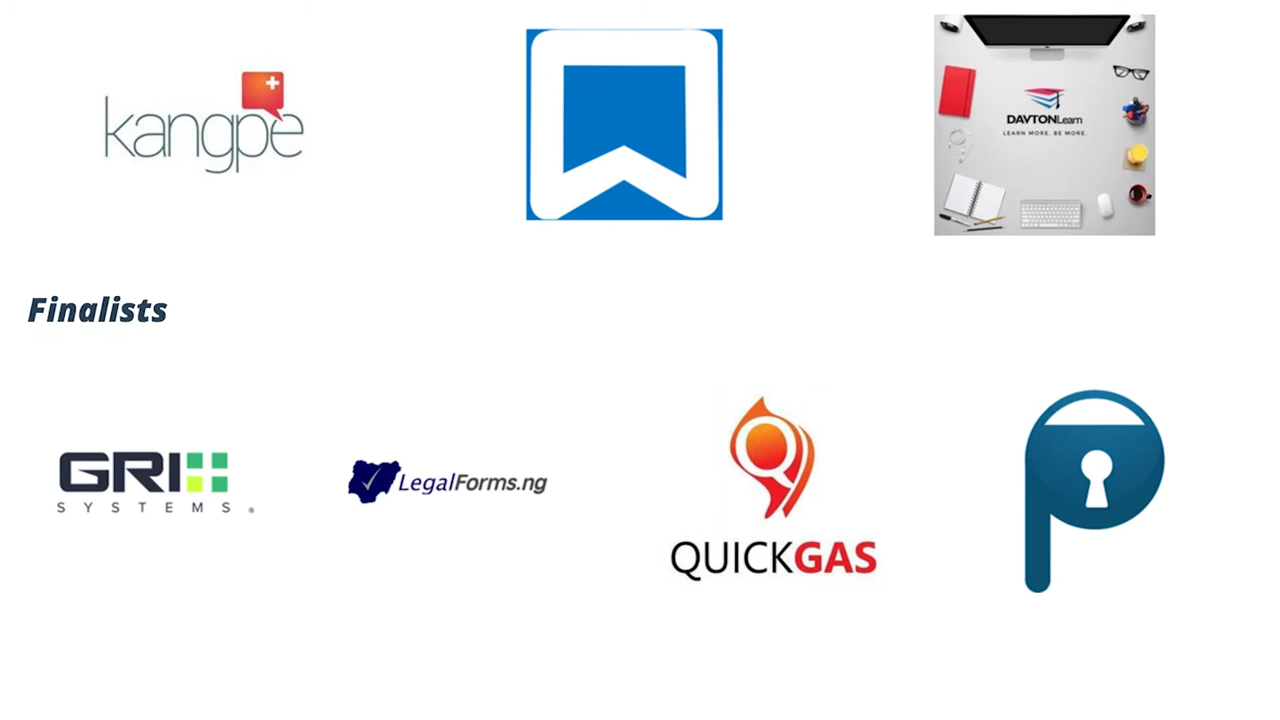 kangpe
DAVTONLearn
LEARN MORE. BE MORE.
Finalists
GRI
SYSTEMS
LegalForms.ng
QUICKGAS